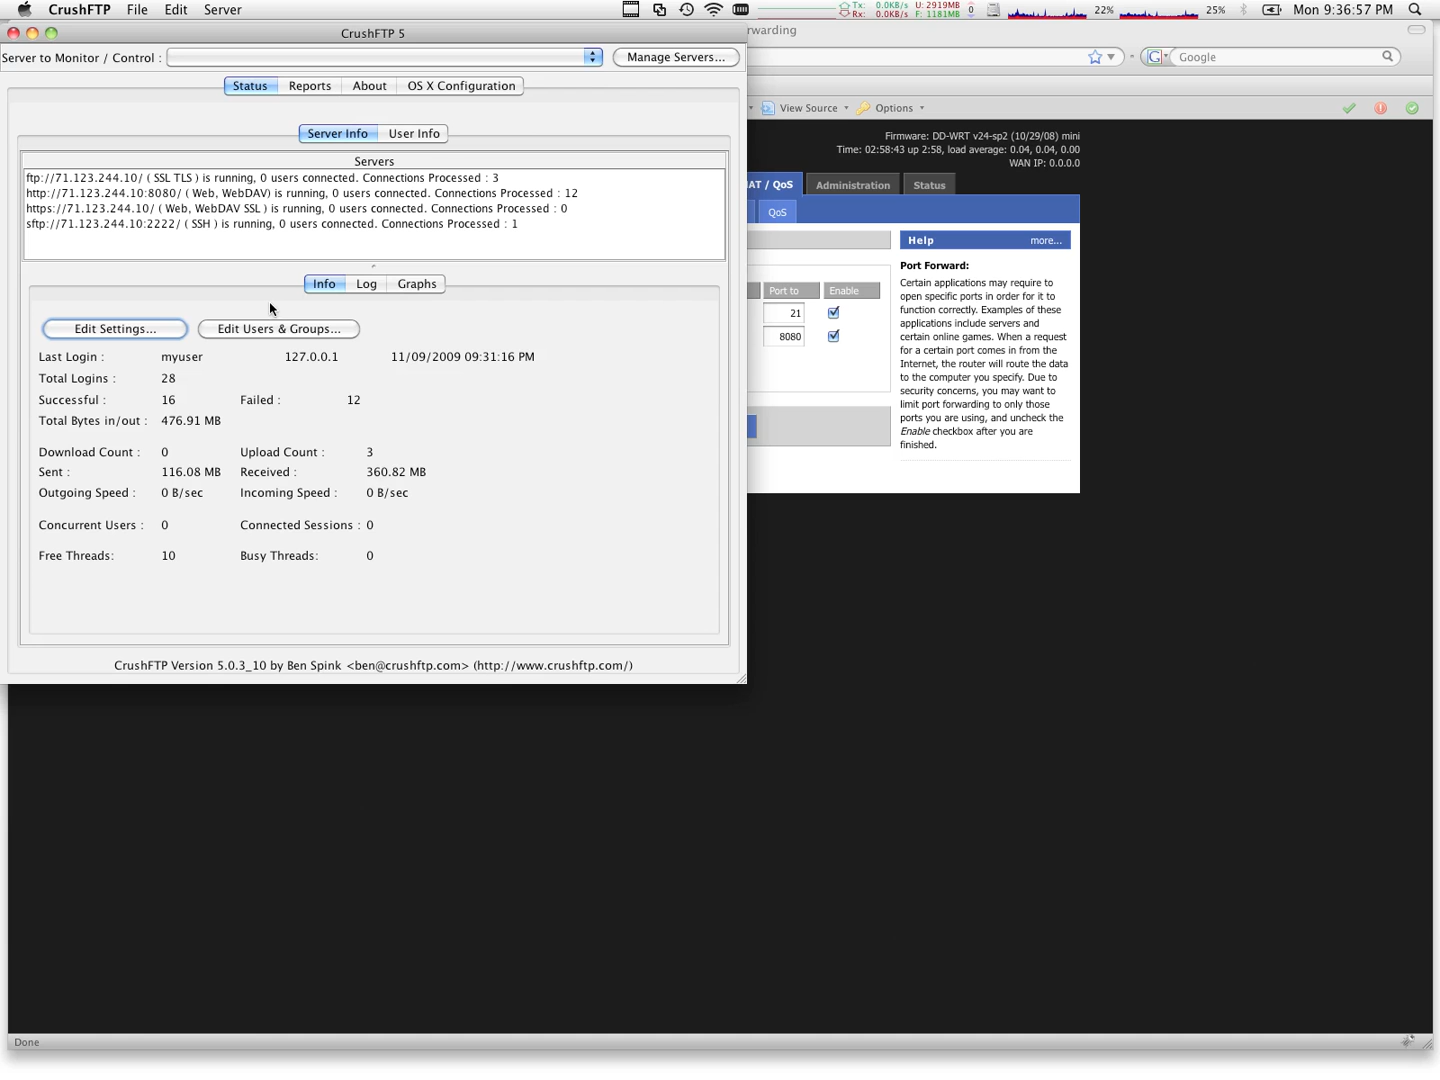 CrushFTP File Edit Server
Tx: 0.0KB/s U: 2919MB 0
Rx: 0.0KB/s F: 1181MB
22% 25% Mon 9:36:57 PM
CrushFTP 5
rwarding
Server to Monitor / Control : Manage Servers...
Google
Status Reports About OS X Configuration
View Source Options
Server Info User Info
Firmware: DD-WRT v24-sp2 (10/29/08) mini
Time: 02:58:43 up 2:58, load average: 0.04, 0.04, 0.00
WAN IP: 0.0.0.0
Servers
ftp://71.123.244.10/ ( SSL TLS ) is running, 0 users connected. Connections Processed : 3
http://71.123.244.10:8080/ ( Web, WebDAV) is running, 0 users connected. Connections Processed : 12
https://71.123.244.10/ ( Web, WebDAV SSL ) is running, 0 users connected. Connections Processed : 0
sftp://71.123.244.10:2222/ ( SSH ) is running, 0 users connected. Connections Processed : 1
AT / QoS Administration Status
QoS
Help more...
Port Forward:
Certain applications may require to
open specific ports in order for it to
function correctly. Examples of these
applications include servers and
certain online games. When a request
for a certain port comes in from the
Internet, the router will route the data
to the computer you specify. Due to
security concerns, you may want to
limit port forwarding to only those
ports you are using, and uncheck the
Enable checkbox after you are
finished.
Port to Enable
21
8080
Info Log Graphs
Edit Settings... Edit Users & Groups...
Last Login : myuser 127.0.0.1 11/09/2009 09:31:16 PM
Total Logins : 28
Successful : 16 Failed : 12
Total Bytes in/out : 476.91 MB
Download Count : 0 Upload Count : 3
Sent : 116.08 MB Received : 360.82 MB
Outgoing Speed : 0 B/sec Incoming Speed : 0 B/sec
Concurrent Users : 0 Connected Sessions : 0
Free Threads: 10 Busy Threads: 0
CrushFTP Version 5.0.3_10 by Ben Spink <ben@crushftp.com> (http://www.crushftp.com/)
Done